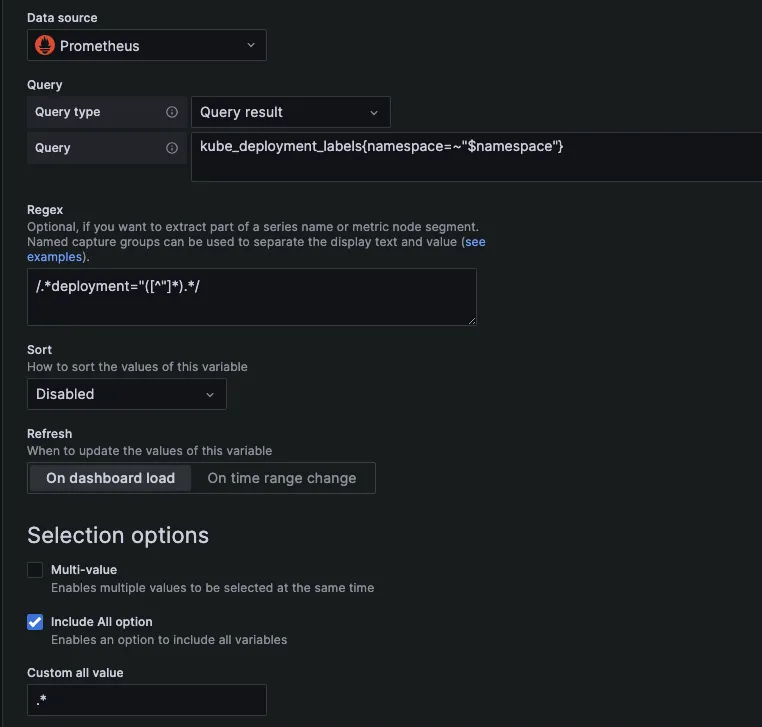 Data source
Prometheus
Query
Query type
Query result
Query
kube_deployment_labels{namespace=~"$namespace"}
Regex
Optional, if you want to extract part of a series name or metric node segment.
Named capture groups can be used to separate the display text and value (see
examples).
/.*deployment="([^"]*).*/
Sort
How to sort the values of this variable
Disabled
Refresh
When to update the values of this variable
On dashboard load
On time range change
Selection options
Multi-value
Enables multiple values to be selected at the same time
Include All option
Enables an option to include all variables
Custom all value
.*